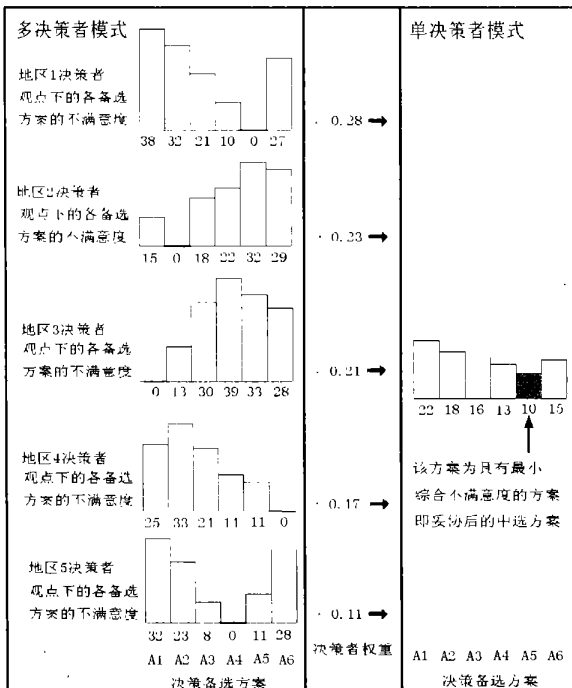 多决策者模式
单决策者模式
地区1决策者
观点下的各备选
方案的不满意度
38 32 21 10 0 27
· 0.28 →
地区2决策者
观点下的各备选
方案的不满意度
15 0 18 22 32 29
· 0.23 →
地区3决策者
观点下的各备选
方案的不满意度
0 13 30 39 33 28
· 0.21 →
22 18 16 13 10 15
该方案为具有最小
综合不满意度的方案
即妥协后的中选方案
地区4决策者
观点下的各备选
方案的不满意度
25 33 21 11 11 0
· 0.17 →
地区5决策者
观点下的各备选
方案的不满意度
32 23 8 0 11 28
· 0.11 →
A1 A2 A3 A4 A5 A6
决策备选方案
决策者权重
A1 A2 A3 A4 A5 A6
决策备选方案